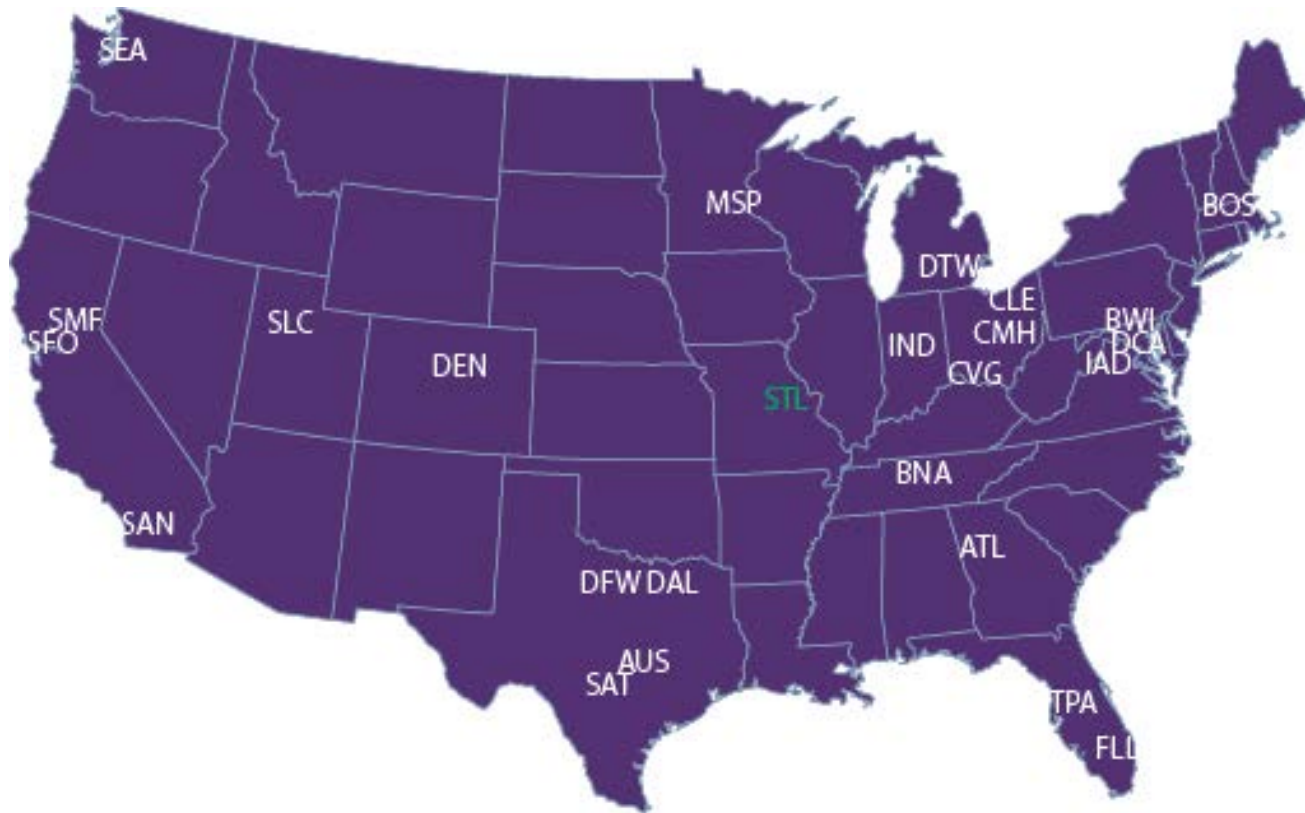 SEA
MSP
BOS
DTW
CLE
SMF
SLC
BWI
SFO
CMH
DCA
IND
DEN
IAD
CVG
STL
BNA
SAN
ATL
DFW DAL
AUS
SAT
TPA
FLL